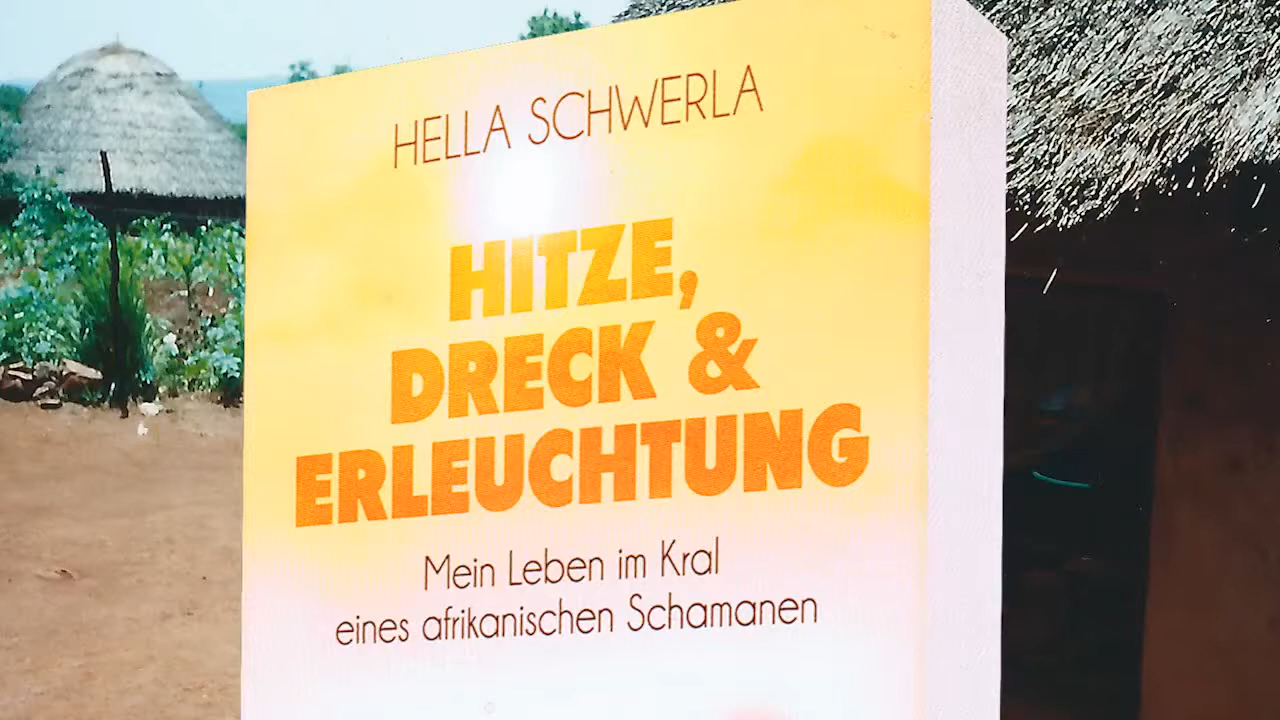 HELLA SCHWERLA
HITZE,
DRECK &
ERLEUCHTUNG
Mein Leben im Kral
eines afrikanischen Schamanen